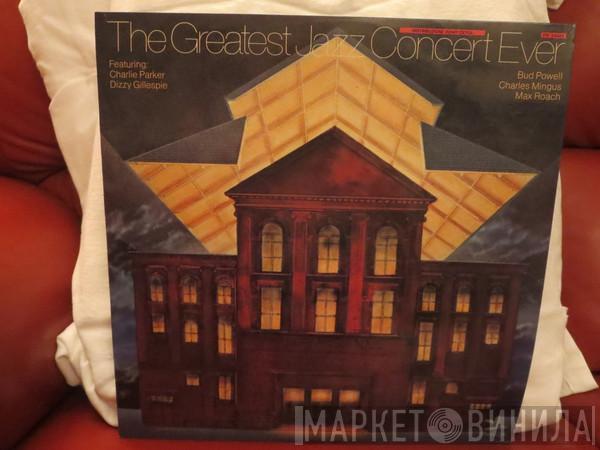 The Greatest Jazz Concert Ever
Featuring:
Charlie Parker
Dizzy Gillespie
Bud Powell
Charles Mingus
Max Roach
МАРКЕТ ВИНИЛА